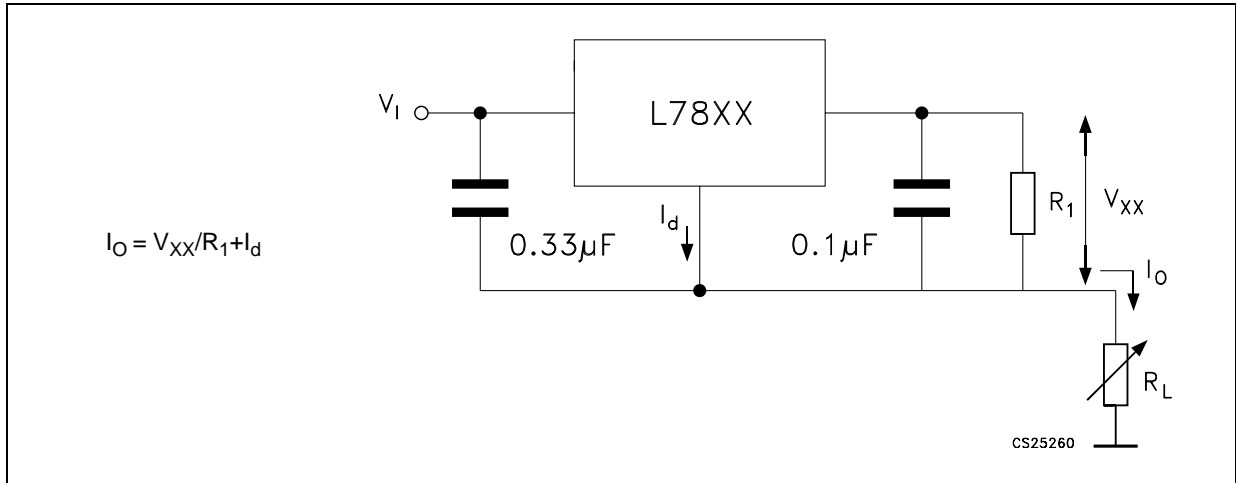 L78XX
V_I
I_d
R_1
V_XX
I_O = V_XX/R_1+I_d
0.33µF
0.1µF
I_O
R_L
CS25260